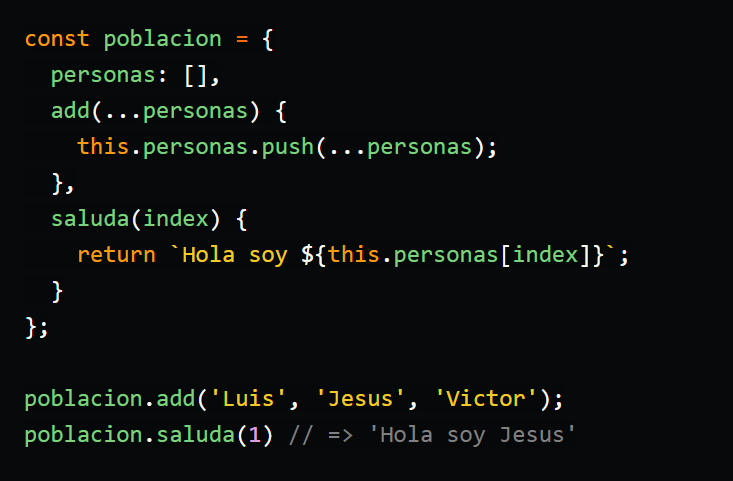 const poblacion = {
  personas: [],
  add(...personas) {
    this.personas.push(...personas);
  },
  saluda(index) {
    return `Hola soy ${this.personas[index]}`;
  }
};

poblacion.add('Luis', 'Jesus', 'Victor');
poblacion.saluda(1) // => 'Hola soy Jesus'